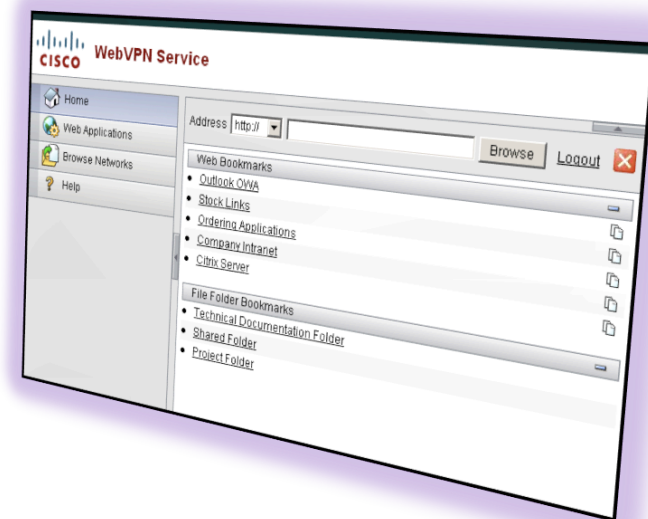 CISCO WebVPN Service
Home
Web Applications
Browse Networks
Help
Address http:// Browse Logout
Web Bookmarks
Outlook OWA
Stock Links
Ordering Applications
Company Intranet
Citrix Server
File Folder Bookmarks
Technical Documentation Folder
Shared Folder
Project Folder